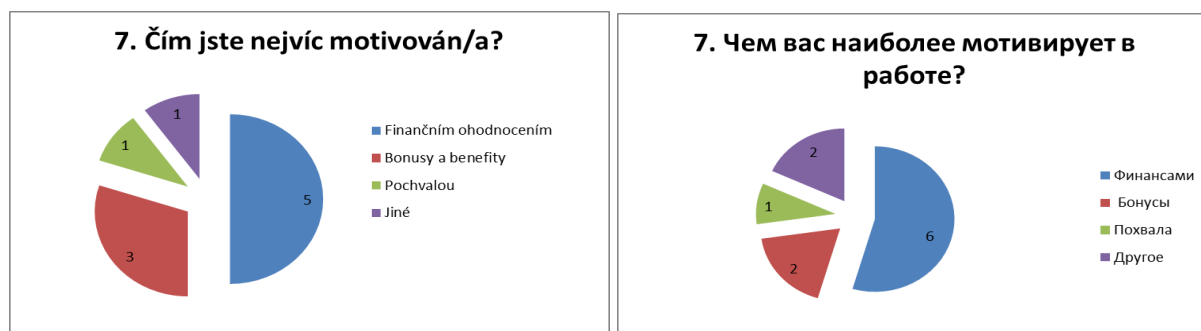 7. Čím jste nejvíc motivován/a?
1
1
3
5
Finančním ohodnocením
Bonusy a benefity
Pochvalou
Jiné
7. Чем вас наиболее мотивирует в
работе?
2
1
2
6
Финансами
Бонусы
Похвала
Другое